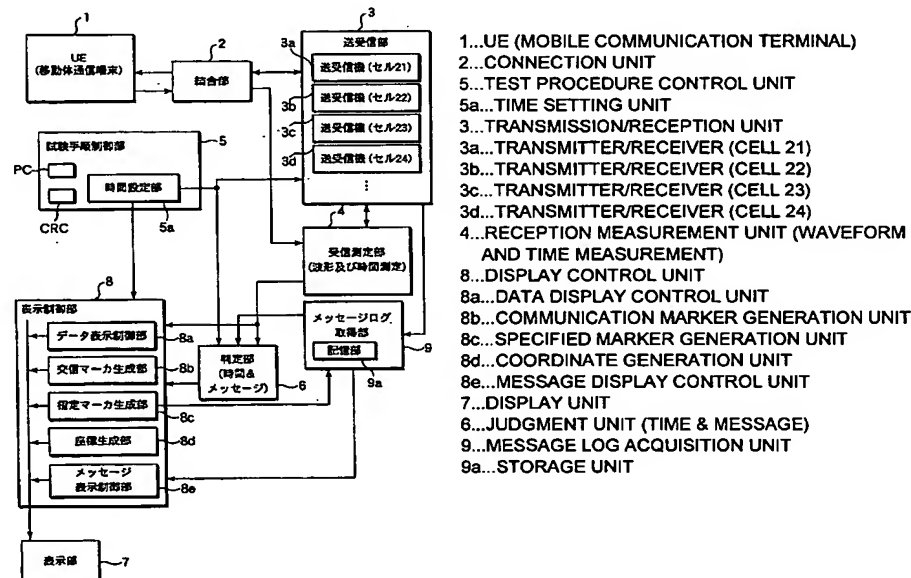 1
UE
(移動体通信端末)
2
結合部
3
送受信部
3a
送受信機(セル21)
3b
送受信機(セル22)
3c
送受信機(セル23)
3d
送受信機(セル24)
⋮
試験手順制御部
5
PC
CRC
時間設定部
5a
4
受信測定部
(波形及び時間測定)
8
表示制御部
データ表示制御部
8a
交信マーカ生成部
8b
指定マーカ生成部
8c
座標生成部
8d
メッセージ
表示制御部
8e
判定部
(時間&
メッセージ)
6
メッセージログ
取得部
記憶部
9a
9
表示部
7
1...UE (MOBILE COMMUNICATION TERMINAL)
2...CONNECTION UNIT
5...TEST PROCEDURE CONTROL UNIT
5a...TIME SETTING UNIT
3...TRANSMISSION/RECEPTION UNIT
3a...TRANSMITTER/RECEIVER (CELL 21)
3b...TRANSMITTER/RECEIVER (CELL 22)
3c...TRANSMITTER/RECEIVER (CELL 23)
3d...TRANSMITTER/RECEIVER (CELL 24)
4...RECEPTION MEASUREMENT UNIT (WAVEFORM
AND TIME MEASUREMENT)
8...DISPLAY CONTROL UNIT
8a...DATA DISPLAY CONTROL UNIT
8b...COMMUNICATION MARKER GENERATION UNIT
8c...SPECIFIED MARKER GENERATION UNIT
8d...COORDINATE GENERATION UNIT
8e...MESSAGE DISPLAY CONTROL UNIT
7...DISPLAY UNIT
6...JUDGMENT UNIT (TIME & MESSAGE)
9...MESSAGE LOG ACQUISITION UNIT
9a...STORAGE UNIT